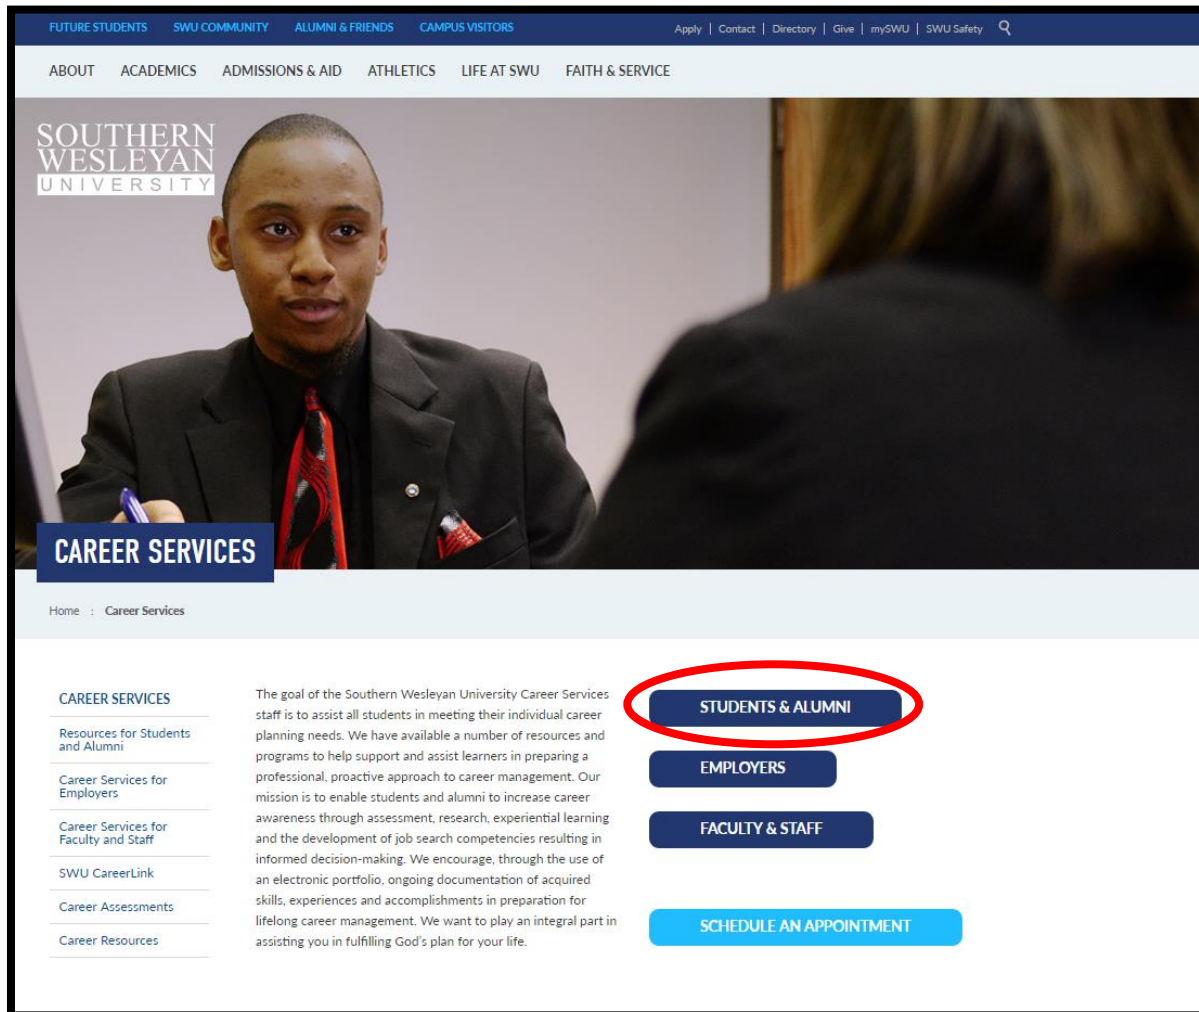 FUTURE STUDENTS SWU COMMUNITY ALUMNI & FRIENDS CAMPUS VISITORS Apply | Contact | Directory | Give | mySWU | SWU Safety
ABOUT ACADEMICS ADMISSIONS & AID ATHLETICS LIFE AT SWU FAITH & SERVICE
SOUTHERN
WESLEYAN
UNIVERSITY
CAREER SERVICES
Home : Career Services
CAREER SERVICES
Resources for Students
and Alumni
Career Services for
Employers
Career Services for
Faculty and Staff
SWU CareerLink
Career Assessments
Career Resources
The goal of the Southern Wesleyan University Career Services
staff is to assist all students in meeting their individual career
planning needs. We have available a number of resources and
programs to help support and assist learners in preparing a
professional, proactive approach to career management. Our
mission is to enable students and alumni to increase career
awareness through assessment, research, experiential learning
and the development of job search competencies resulting in
informed decision-making. We encourage, through the use of
an electronic portfolio, ongoing documentation of acquired
skills, experiences and accomplishments in preparation for
lifelong career management. We want to play an integral part in
assisting you in fulfilling God's plan for your life.
STUDENTS & ALUMNI
EMPLOYERS
FACULTY & STAFF
SCHEDULE AN APPOINTMENT